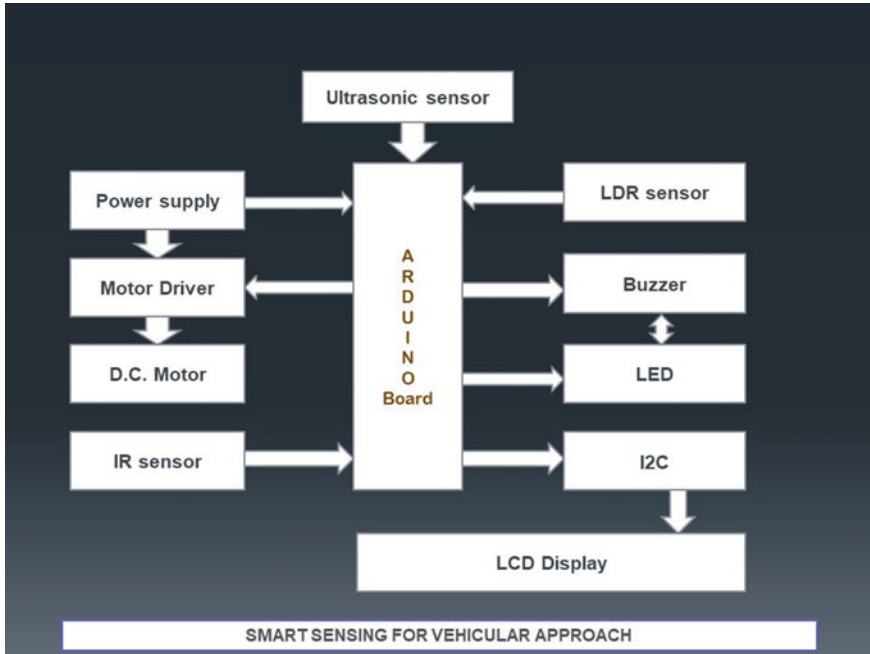 Ultrasonic sensor
Power supply
LDR sensor
Motor Driver
Buzzer
D.C. Motor
LED
IR sensor
I2C
A
R
D
U
I
N
O
Board
LCD Display
SMART SENSING FOR VEHICULAR APPROACH